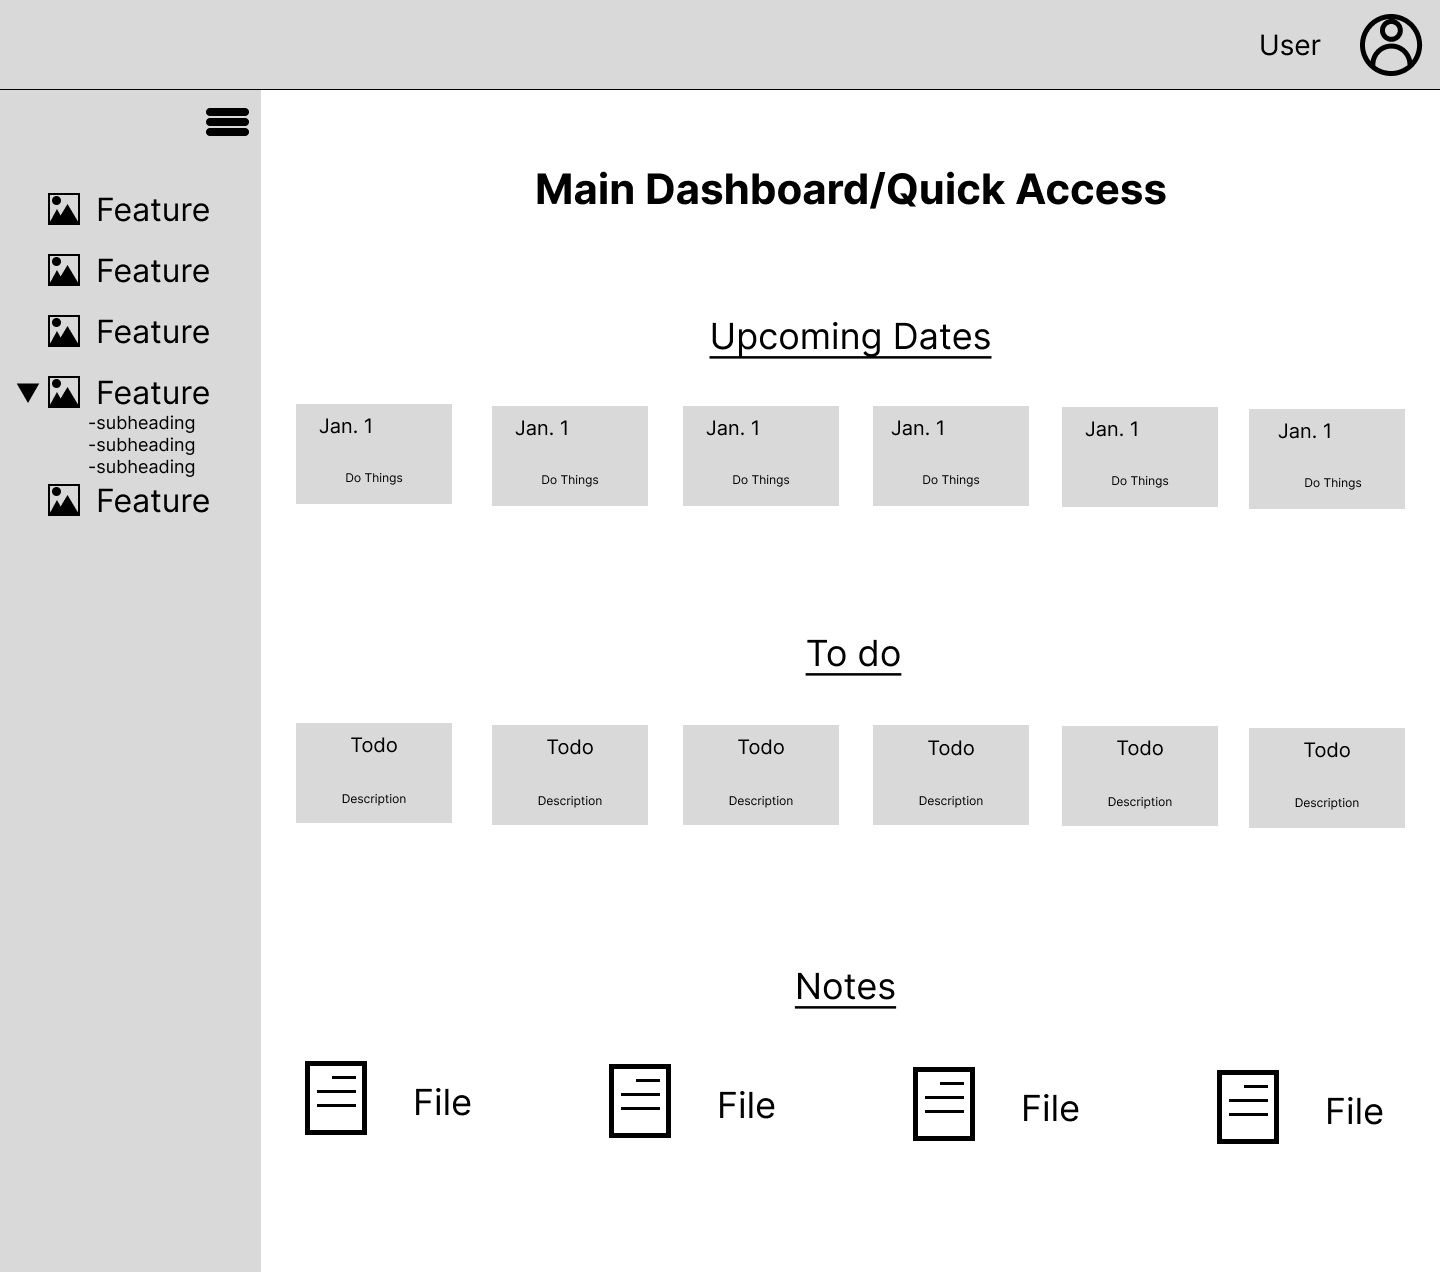 User
Feature
Feature
Feature
Feature
-subheading
-subheading
-subheading
Feature
Main Dashboard/Quick Access
Upcoming Dates
Jan. 1
Do Things
Jan. 1
Do Things
Jan. 1
Do Things
Jan. 1
Do Things
Jan. 1
Do Things
Jan. 1
Do Things
To do
Todo
Description
Todo
Description
Todo
Description
Todo
Description
Todo
Description
Todo
Description
Notes
File
File
File
File